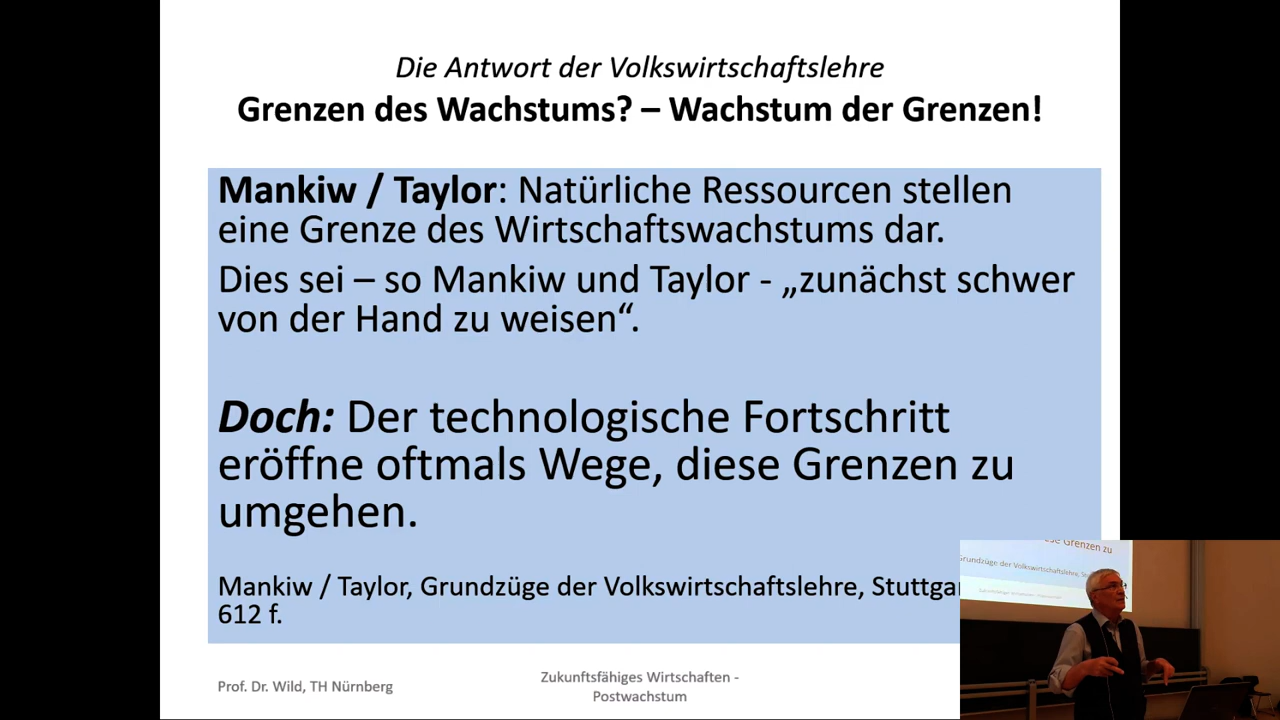 Die Antwort der Volkswirtschaftslehre
Grenzen des Wachstums? – Wachstum der Grenzen!
Mankiw / Taylor: Natürliche Ressourcen stellen
eine Grenze des Wirtschaftswachstums dar.
Dies sei – so Mankiw und Taylor - „zunächst schwer
von der Hand zu weisen“.
Doch: Der technologische Fortschritt
eröffne oftmals Wege, diese Grenzen zu
umgehen.
Mankiw / Taylor, Grundzüge der Volkswirtschaftslehre,
612 f.
Prof. Dr. Wild, TH Nürnberg
Zukunftsfähiges Wirtschaften -
Postwachstum
Grenzen zu
Grundzüge der Volkswirtschaftslehre,